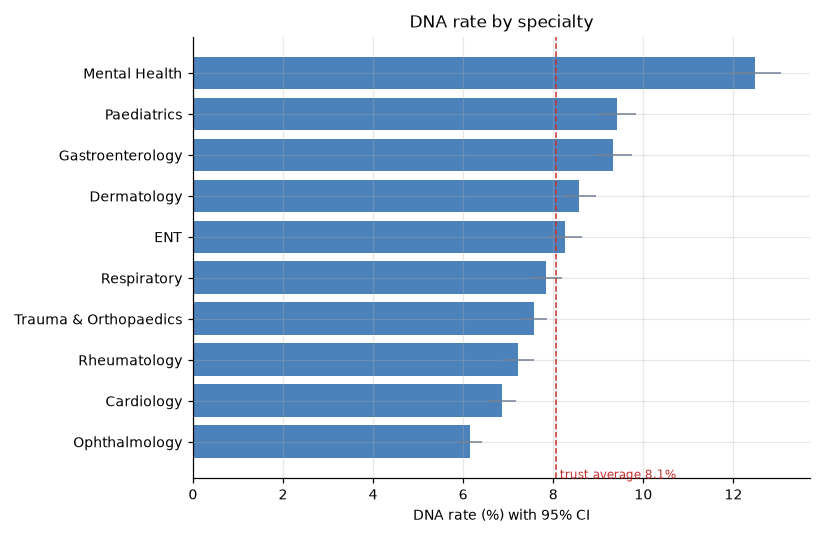 DNA rate by specialty
Mental Health
Paediatrics
Gastroenterology
Dermatology
ENT
Respiratory
Trauma & Orthopaedics
Rheumatology
Cardiology
Ophthalmology
trust average 8.1%
0 2 4 6 8 10 12
DNA rate (%) with 95% CI